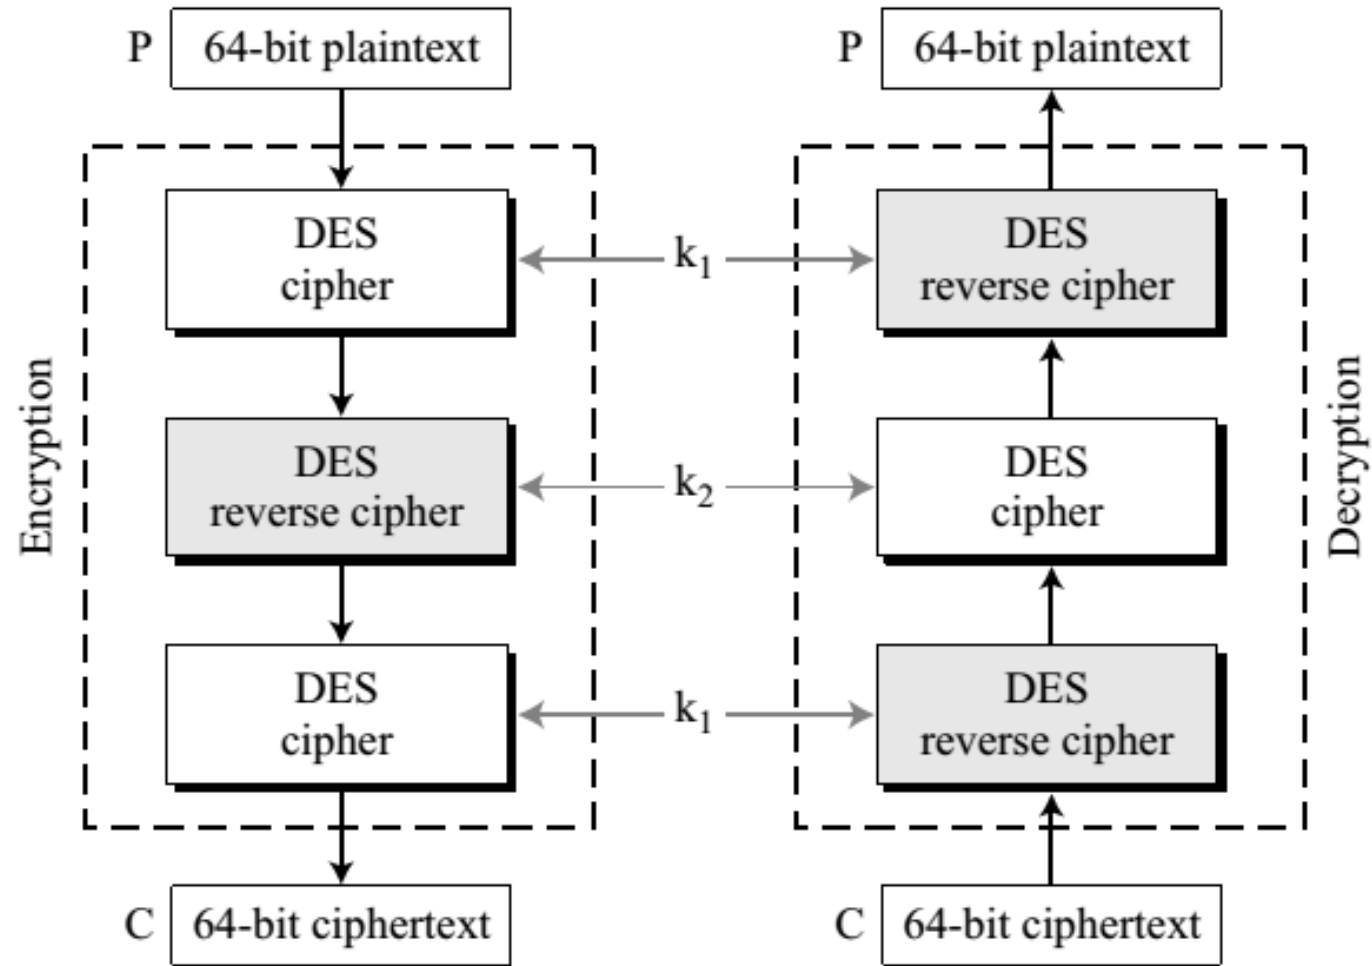 P 64-bit plaintext
P 64-bit plaintext
DES
cipher
k₁
DES
reverse cipher
Encryption
DES
reverse cipher
k₂
DES
cipher
Decryption
DES
cipher
k₁
DES
reverse cipher
C 64-bit ciphertext
C 64-bit ciphertext